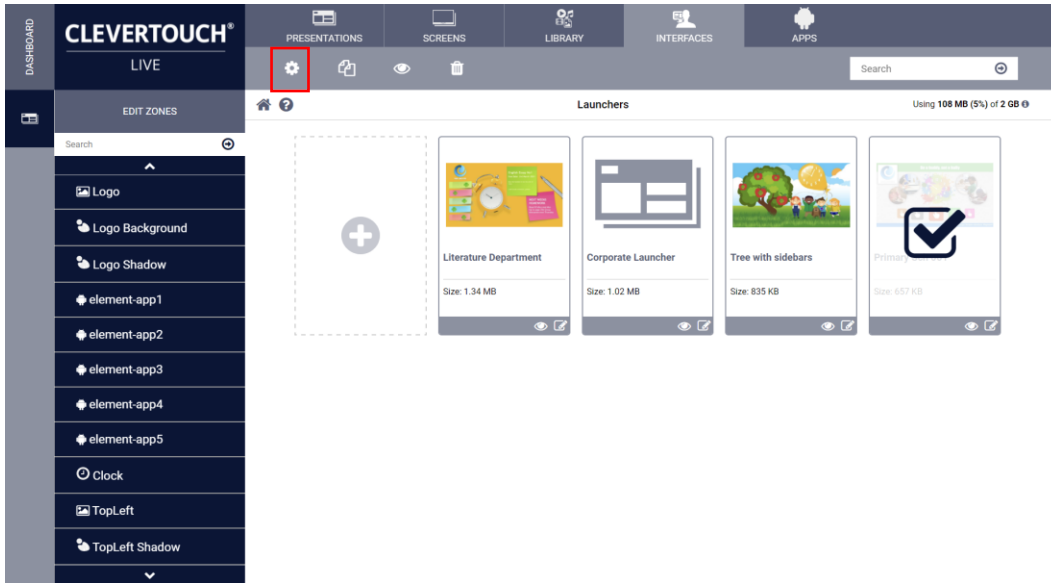 DASHBOARD
CLEVERTOUCH®
LIVE
PRESENTATIONS
SCREENS
LIBRARY
INTERFACES
APPS
Search
EDIT ZONES
Search
Logo
Logo Background
Logo Shadow
element-app1
element-app2
element-app3
element-app4
element-app5
Clock
TopLeft
TopLeft Shadow
Launchers
Using 108 MB (5%) of 2 GB
Literature Department
Size: 1.34 MB
Corporate Launcher
Size: 1.02 MB
Tree with sidebars
Size: 835 KB
Primary
Size: 657 KB